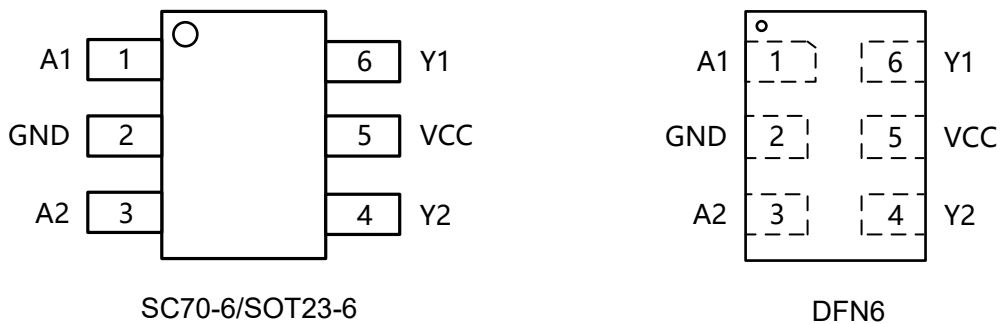 A1 1 6 Y1
GND 2 5 VCC
A2 3 4 Y2
SC70-6/SOT23-6
A1 1 6 Y1
GND 2 5 VCC
A2 3 4 Y2
DFN6